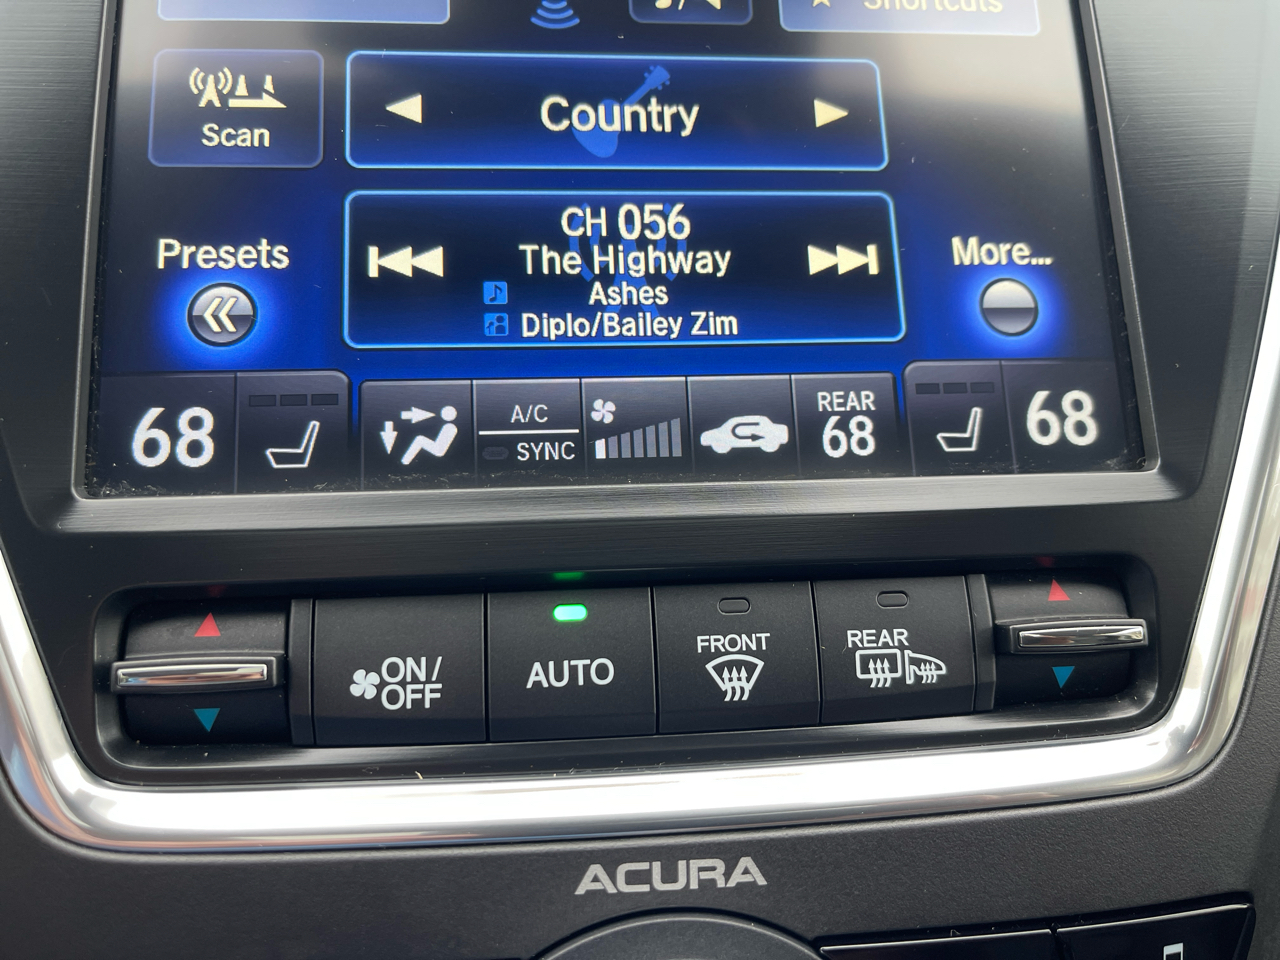 Shortcuts
Scan
Country
CH 056
The Highway
Ashes
Diplo/Bailey Zim
Presets
More...
68
A/C
SYNC
REAR
68
68
ON/
OFF
AUTO
FRONT
REAR
ACURA